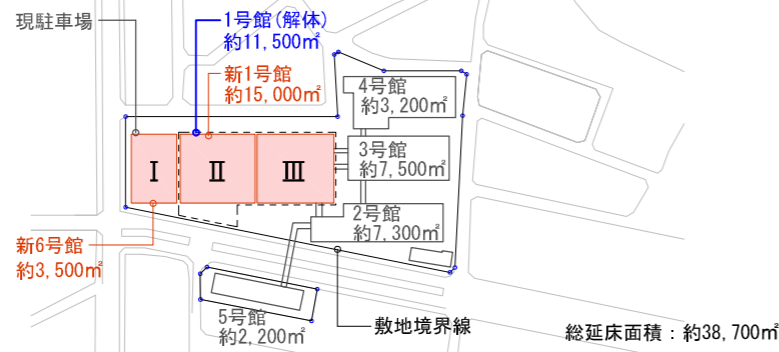 現駐車場
1号館(解体)
約11,500㎡
新1号館
約15,000㎡
4号館
約3,200㎡
3号館
約7,500㎡
Ⅰ
Ⅱ
Ⅲ
2号館
約7,300㎡
新6号館
約3,500㎡
5号館
約2,200㎡
敷地境界線
総延床面積：約38,700㎡